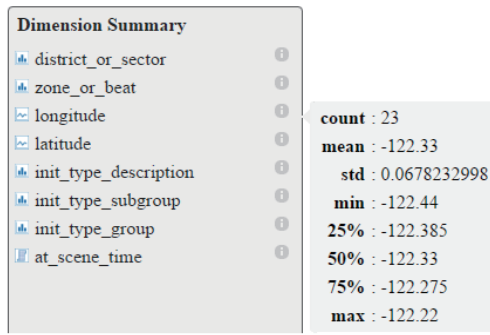 Dimension Summary
district_or_sector
zone_or_beat
longitude
latitude
init_type_description
init_type_subgroup
init_type_group
at_scene_time
count : 23
mean : -122.33
std : 0.0678232998
min : -122.44
25% : -122.385
50% : -122.33
75% : -122.275
max : -122.22